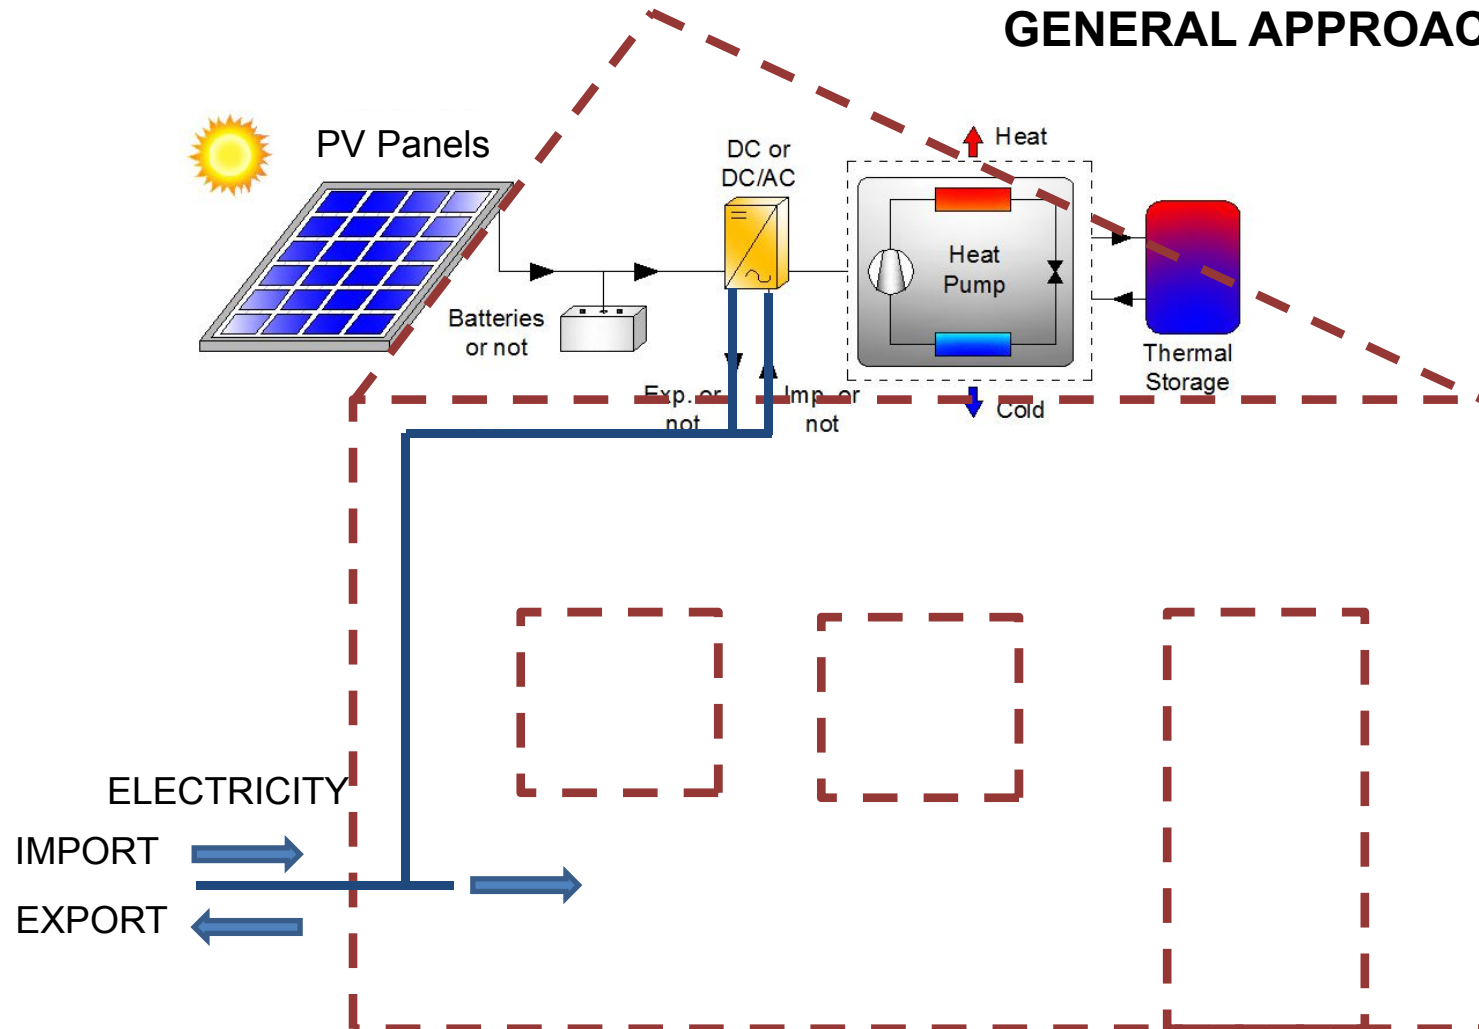 GENERAL APPROAC
PV Panels
DC or
DC/AC
Heat
Heat
Pump
Batteries
or not
Thermal
Storage
Exp. or
not
Imp. or
not
Cold
ELECTRICITY
IMPORT
EXPORT